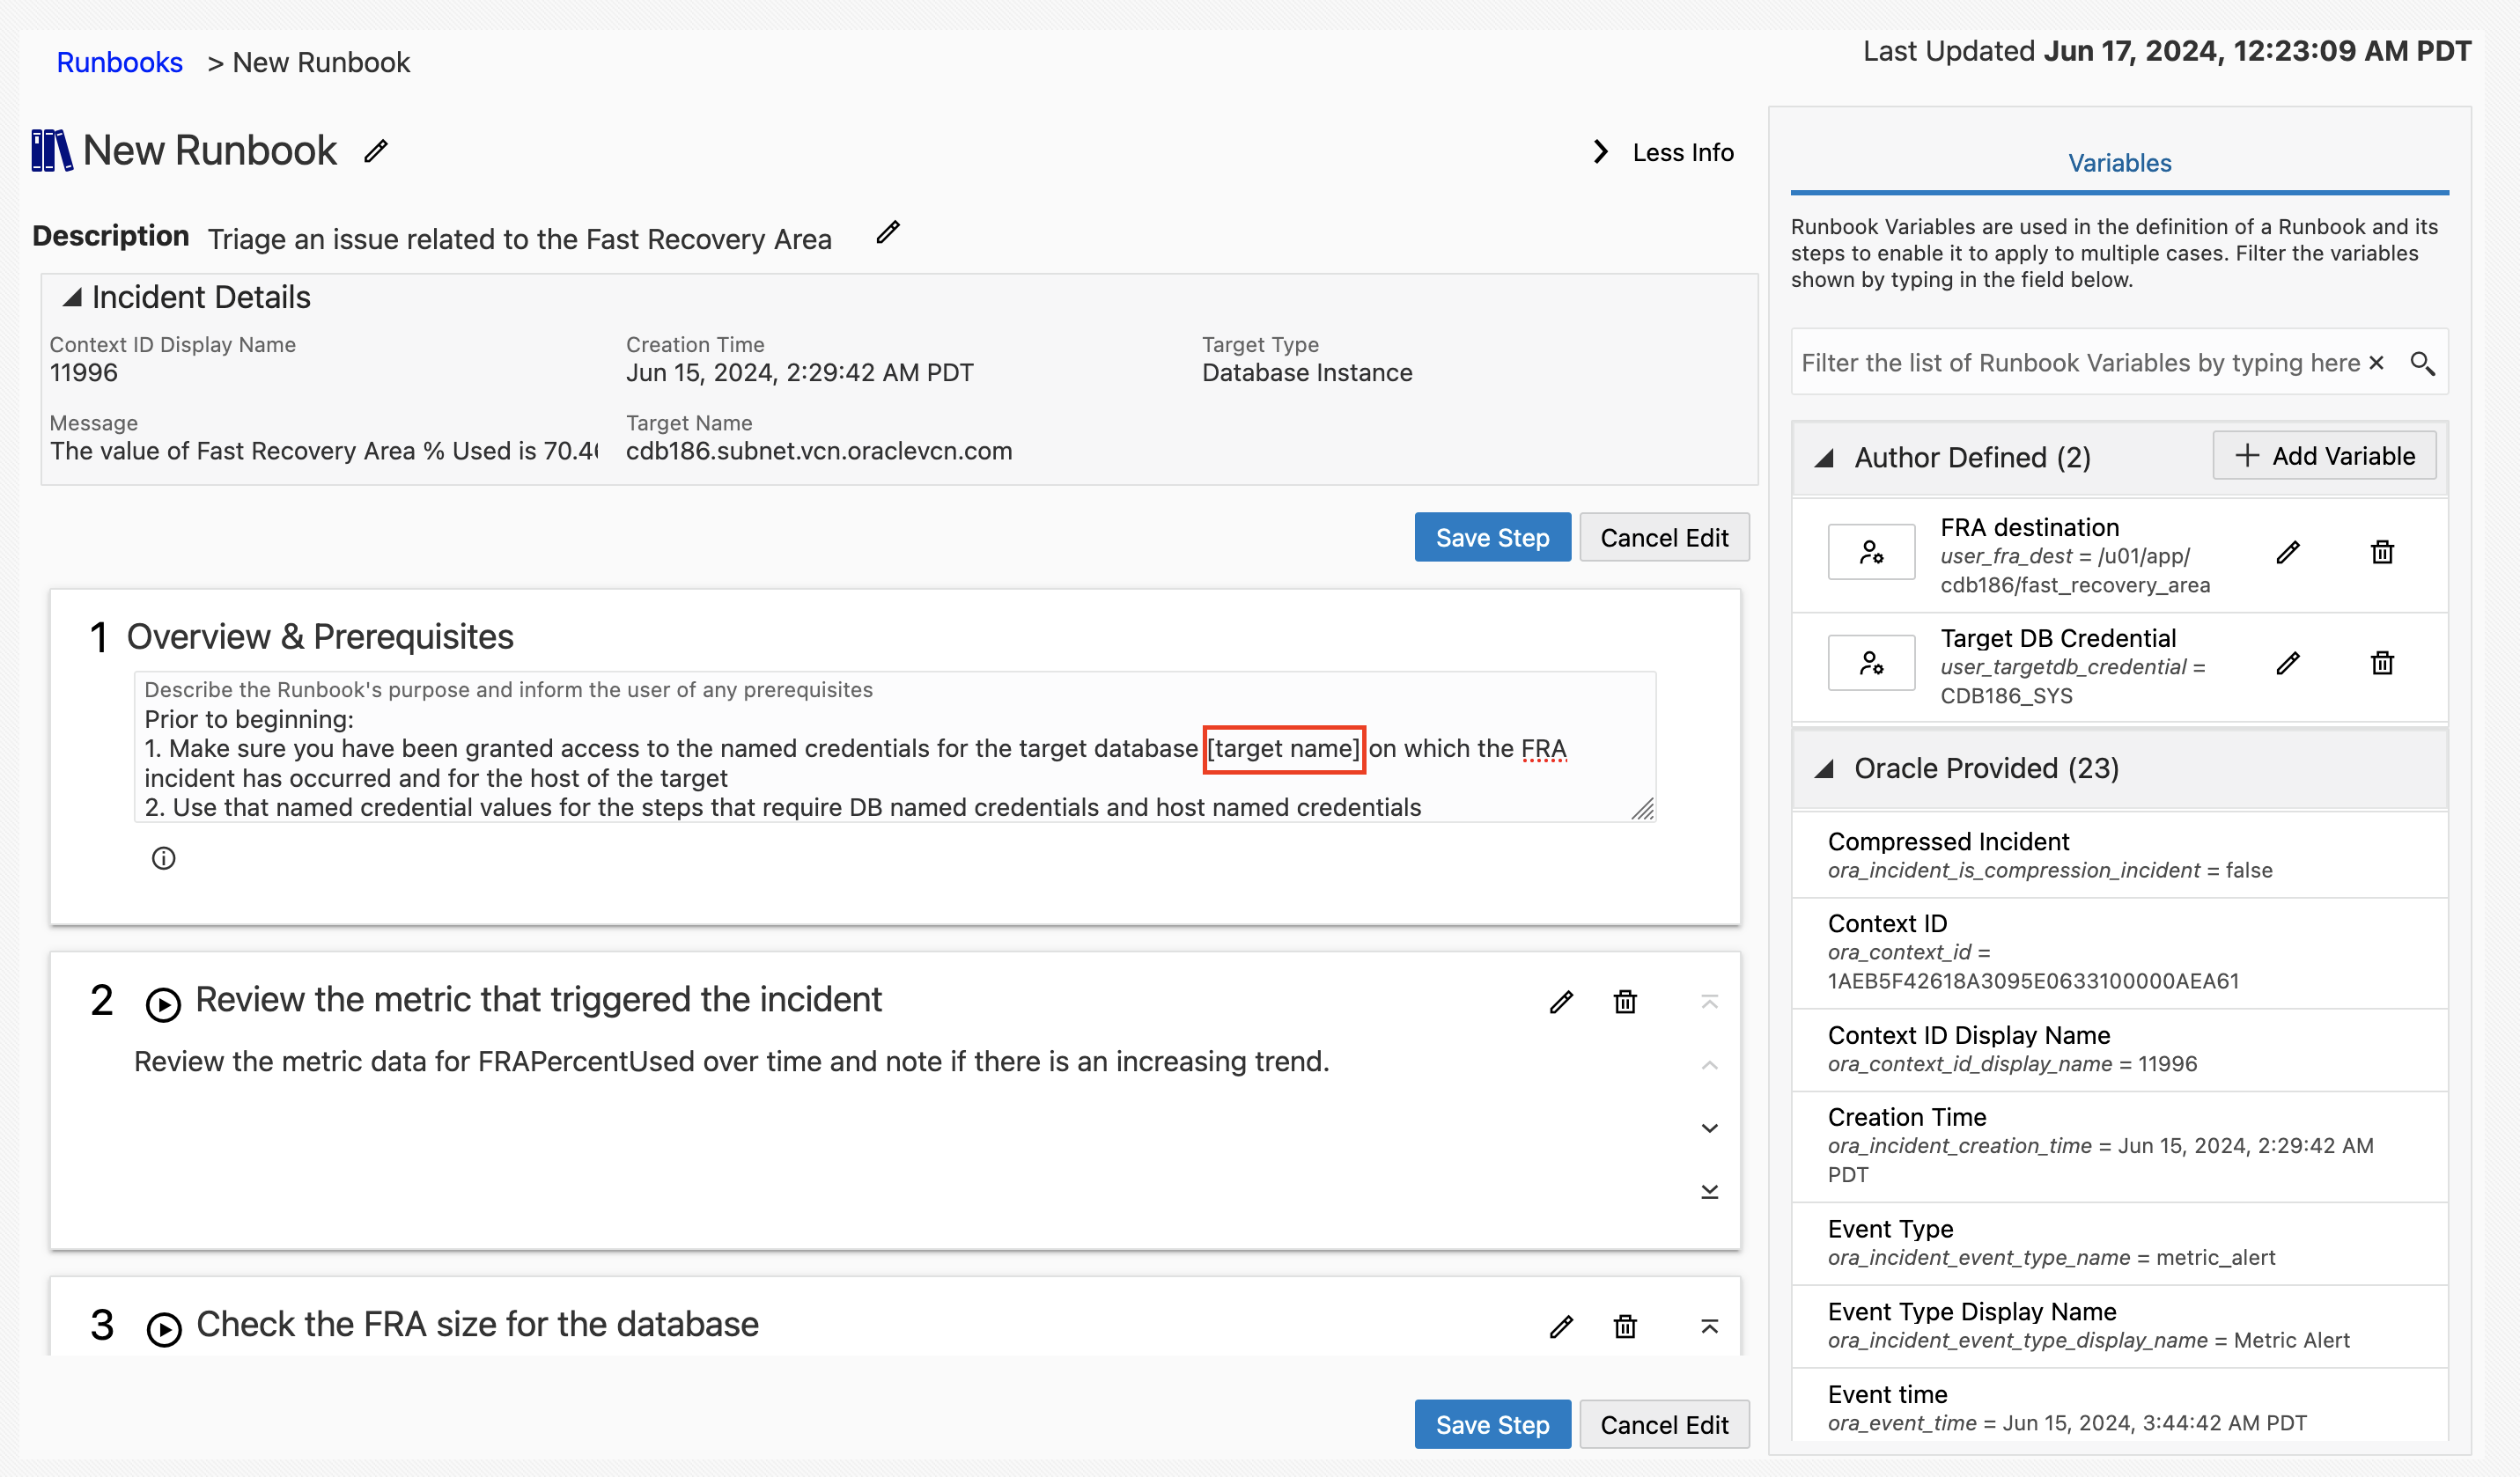 Runbooks > New Runbook
Last Updated Jun 17, 2024, 12:23:09 AM PDT
New Runbook
Less Info
Description Triage an issue related to the Fast Recovery Area
Incident Details
Context ID Display Name
11996
Creation Time
Jun 15, 2024, 2:29:42 AM PDT
Target Type
Database Instance
Message
The value of Fast Recovery Area % Used is 70.4
Target Name
cdb186.subnet.vcn.oraclevcn.com
Save Step
Cancel Edit
1 Overview & Prerequisites
Describe the Runbook's purpose and inform the user of any prerequisites
Prior to beginning:
1. Make sure you have been granted access to the named credentials for the target database [target name] on which the FRA
incident has occurred and for the host of the target
2. Use that named credential values for the steps that require DB named credentials and host named credentials
2 Review the metric that triggered the incident
Review the metric data for FRAPercentUsed over time and note if there is an increasing trend.
3 Check the FRA size for the database
Save Step
Cancel Edit
Variables
Runbook Variables are used in the definition of a Runbook and its
steps to enable it to apply to multiple cases. Filter the variables
shown by typing in the field below.
Filter the list of Runbook Variables by typing here
Author Defined (2)
Add Variable
FRA destination
user_fra_dest = /u01/app/
cdb186/fast_recovery_area
Target DB Credential
user_targetdb_credential =
CDB186_SYS
Oracle Provided (23)
Compressed Incident
ora_incident_is_compression_incident = false
Context ID
ora_context_id =
1AEB5F42618A3095E0633100000AEA61
Context ID Display Name
ora_context_id_display_name = 11996
Creation Time
ora_incident_creation_time = Jun 15, 2024, 2:29:42 AM
PDT
Event Type
ora_incident_event_type_name = metric_alert
Event Type Display Name
ora_incident_event_type_display_name = Metric Alert
Event time
ora_event_time = Jun 15, 2024, 3:44:42 AM PDT